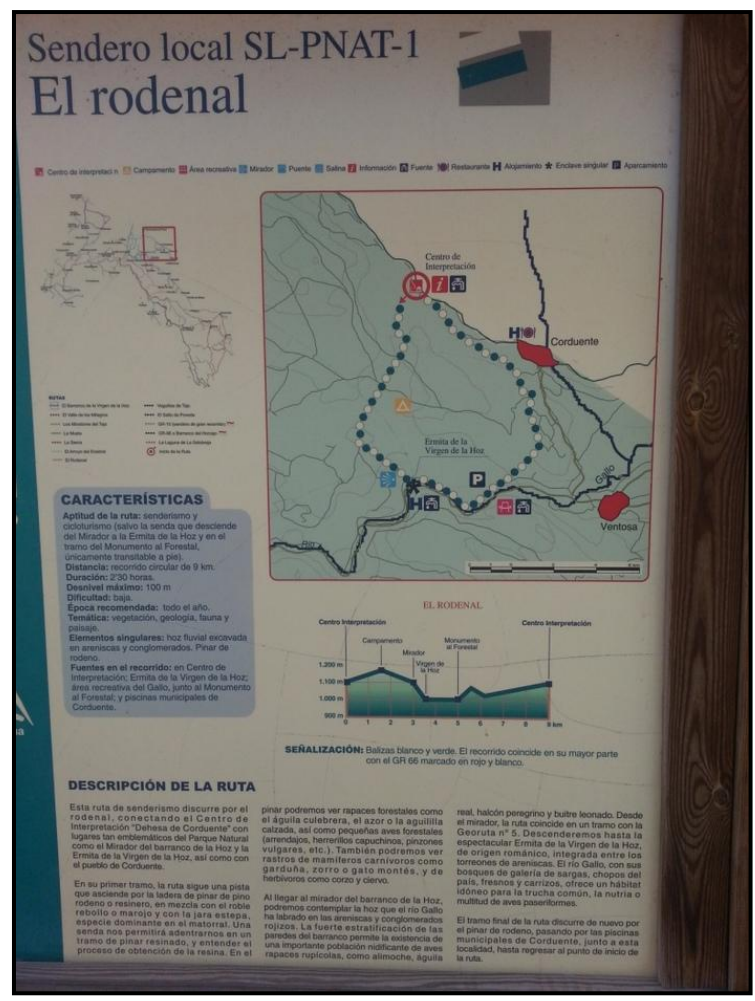 Sendero local SL-PNAT-1
El rodenal
Centro de interpretaci n Campamento Área recreativa Mirador Puente Salina Información Fuente Restaurante Alojamiento Enclave singular Aparcamiento
Centro de
Interpretación
Corduente
Ermita de la
Virgen de la Hoz
Gallo
Ventosa
Río
RUTAS
CARACTERÍSTICAS
Aptitud de la ruta: senderismo y
cicloturismo (salvo la senda que desciende
del Mirador a la Ermita de la Hoz y en el
tramo del Monumento al Forestal,
únicamente transitable a pie).
Distancia: recorrido circular de 9 km.
Duración: 2'30 horas.
Desnivel máximo: 100 m
Dificultad: baja.
Época recomendada: todo el año.
Temática: vegetación, geología, fauna y
paisaje.
Elementos singulares: hoz fluvial excavada
en areniscas y conglomerados. Pinar de
rodeno.
Fuentes en el recorrido: en Centro de
Interpretación; Ermita de la Virgen de la Hoz;
área recreativa del Gallo, junto al Monumento
al Forestal; y piscinas municipales de
Corduente.
EL RODENAL
Centro Interpretación
Campamento
Mirador
Virgen de
la Hoz
Monumento
al Forestal
Centro Interpretación
1.200 m
1.100 m
1.000 m
900 m
0 1 2 3 4 5 6 7 8 9 km
SEÑALIZACIÓN: Balizas blanco y verde. El recorrido coincide en su mayor parte
con el GR 66 marcado en rojo y blanco.
DESCRIPCIÓN DE LA RUTA
Esta ruta de senderismo discurre por el
rodenal, conectando el Centro de
Interpretación "Dehesa de Corduente" con
lugares tan emblemáticos del Parque Natural
como el Mirador del barranco de la Hoz y la
Ermita de la Virgen de la Hoz, así como con
el pueblo de Corduente.
En su primer tramo, la ruta sigue una pista
que asciende por la ladera de pinar de pino
rodeno o resinero, en mezcla con el roble
rebollo o marojo y con la jara estepa,
especie dominante en el matorral. Una
senda nos permitirá adentrarnos en un
tramo de pinar resinado, y entender el
proceso de obtención de la resina. En el
pinar podremos ver rapaces forestales como
el águila culebrera, el azor o la aguililla
calzada, así como pequeñas aves forestales
(arrendajos, herrerillos capuchinos, pinzones
vulgares, etc.). También podremos ver
rastros de mamíferos carnívoros como
garduña, zorro o gato montés, y de
herbívoros como corzo y ciervo.
Al llegar al mirador del barranco de la Hoz,
podremos contemplar la hoz que el río Gallo
ha labrado en las areniscas y conglomerados
rojizos. La fuerte estratificación de las
paredes del barranco permite la existencia de
una importante población nidificante de aves
rapaces rupícolas, como alimoche, águila
real, halcón peregrino y buitre leonado. Desde
el mirador, la ruta coincide en un tramo con la
Georuta nº 5. Descenderemos hasta la
espectacular Ermita de la Virgen de la Hoz,
de origen románico, integrada entre los
torreones de areniscas. El río Gallo, con sus
bosques de galería de sargas, chopos del
país, fresnos y carrizos, ofrece un hábitat
idóneo para la trucha común, la nutria o
multitud de aves paseriformes.
El tramo final de la ruta discurre de nuevo por
el pinar de rodeno, pasando por las piscinas
municipales de Corduente, junto a esta
localidad, hasta regresar al punto de inicio de
la ruta.